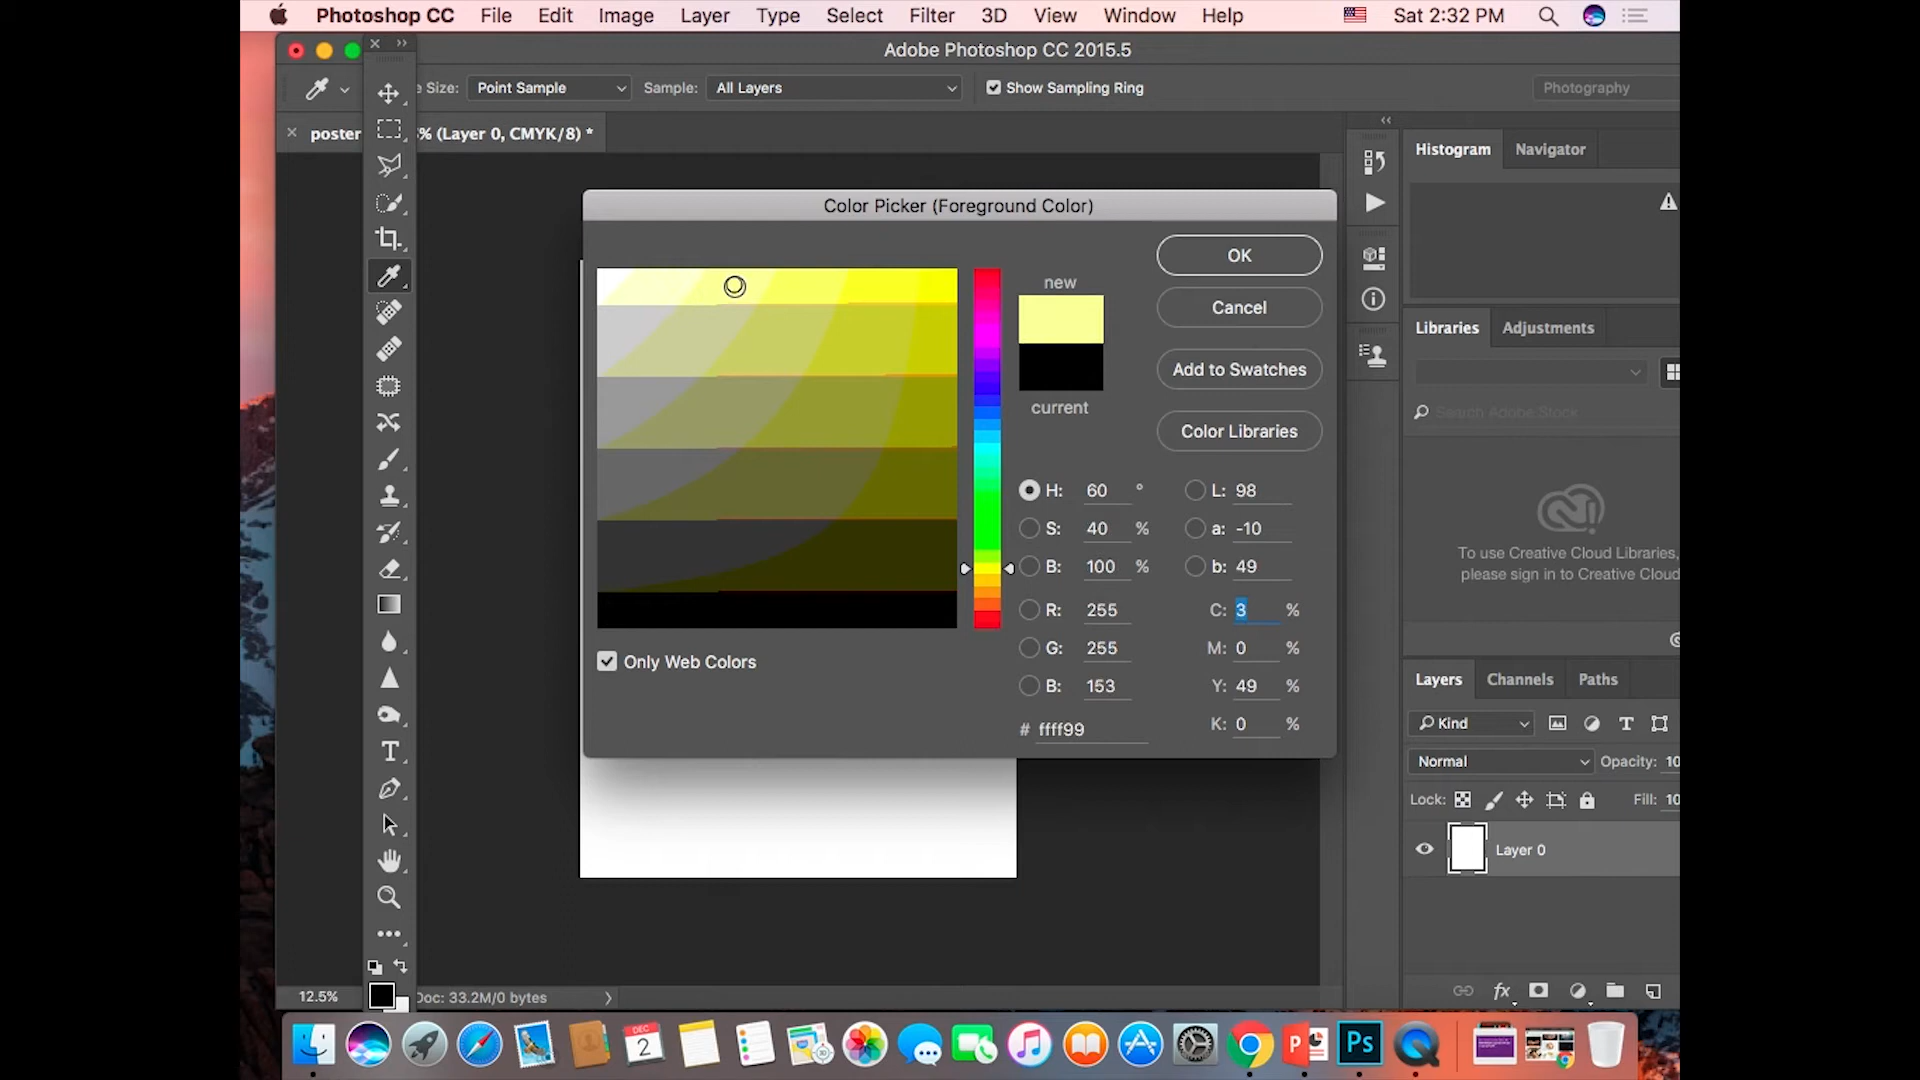 Photoshop CC File Edit Image Layer Type Select Filter 3D View Window Help Sat 2:32 PM
Adobe Photoshop CC 2015.5
e Size: Point Sample Sample: All Layers Show Sampling Ring Photography
poster % (Layer 0, CMYK/8) *
Histogram Navigator
Color Picker (Foreground Color)
OK
new
Cancel
Libraries Adjustments
Add to Swatches
current
Search Adobe Stock
Color Libraries
H: 60 ° L: 98
S: 40 % a: -10
B: 100 % b: 49
To use Creative Cloud Libraries,
please sign in to Creative Cloud
R: 255 C: 3 %
G: 255 M: 0 %
B: 153 Y: 49 %
# ffff99 K: 0 %
Only Web Colors
Layers Channels Paths
Kind
Normal Opacity: 10
Lock: Fill: 10
Layer 0
fx
12.5% Doc: 33.2M/0 bytes
DEC
2
Ps